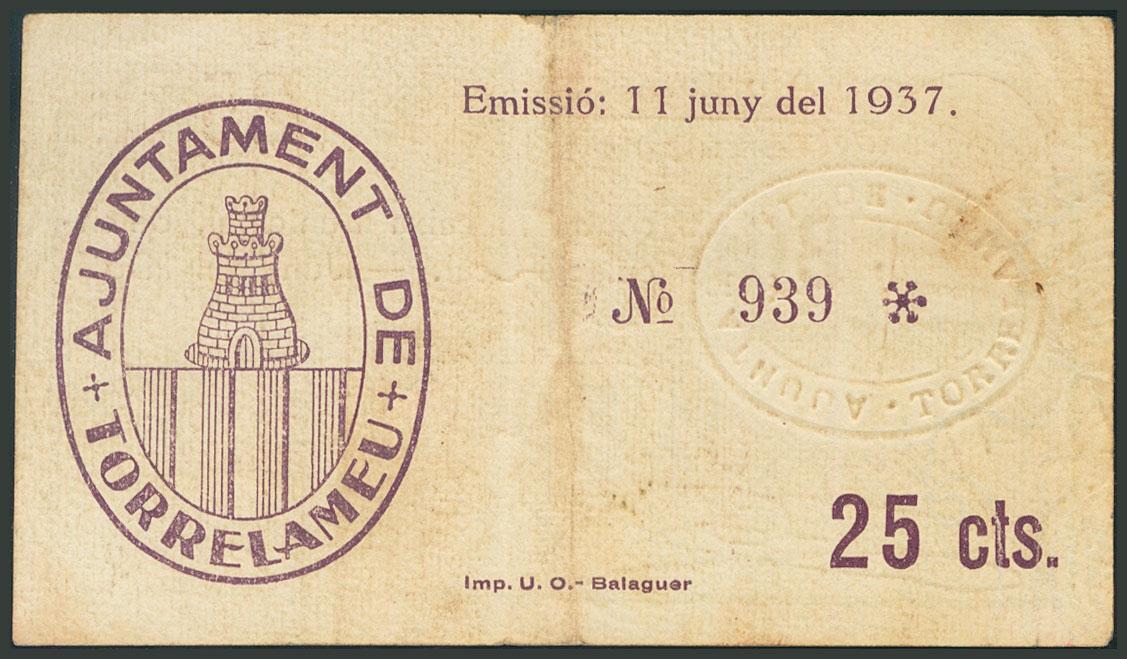 AJUNTAMENT DE
TORRELAMEU
Emissió: 11 juny del 1937.
Nº 939
25 cts.
Imp. U. O.- Balaguer